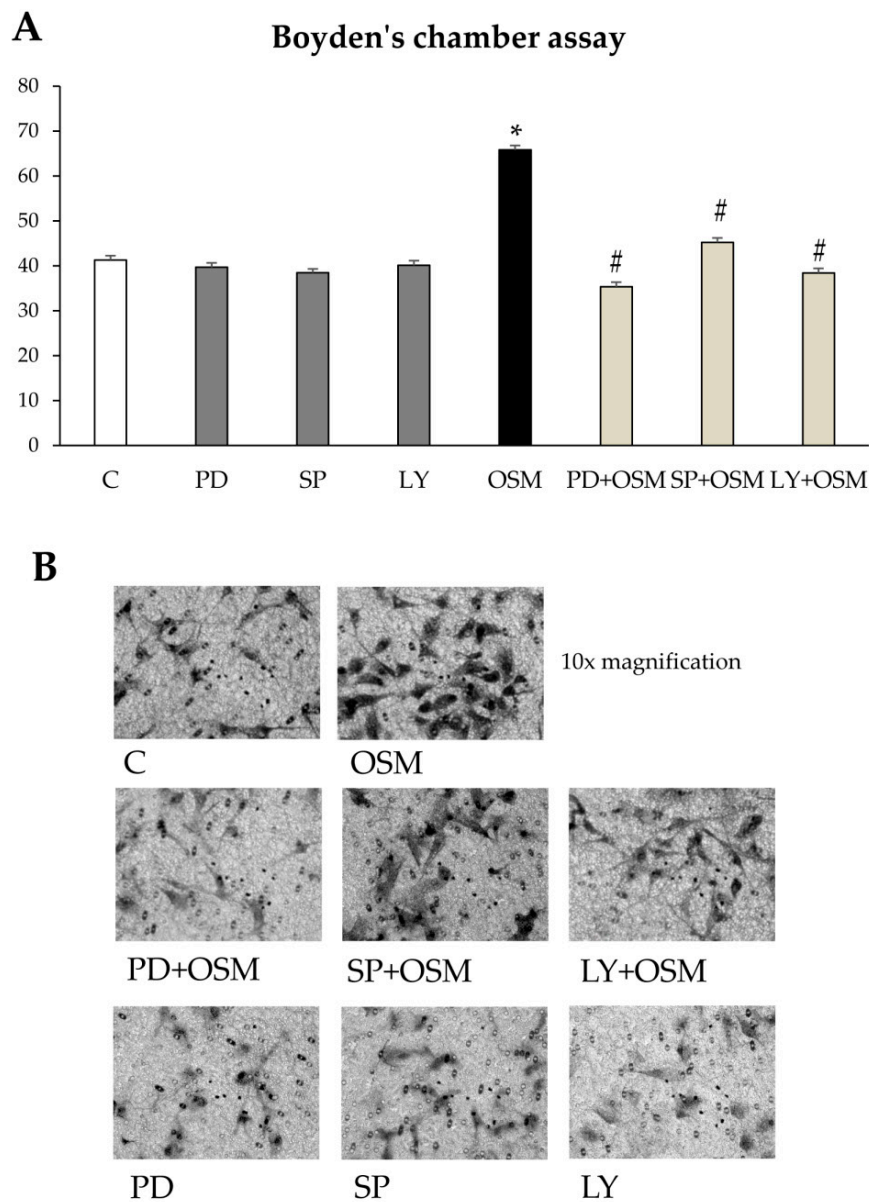 A
Boyden's chamber assay
80
70
60
50
40
30
20
10
0
*
#
#
#
C PD SP LY OSM PD+OSM SP+OSM LY+OSM
B
10x magnification
C OSM
PD+OSM SP+OSM LY+OSM
PD SP LY